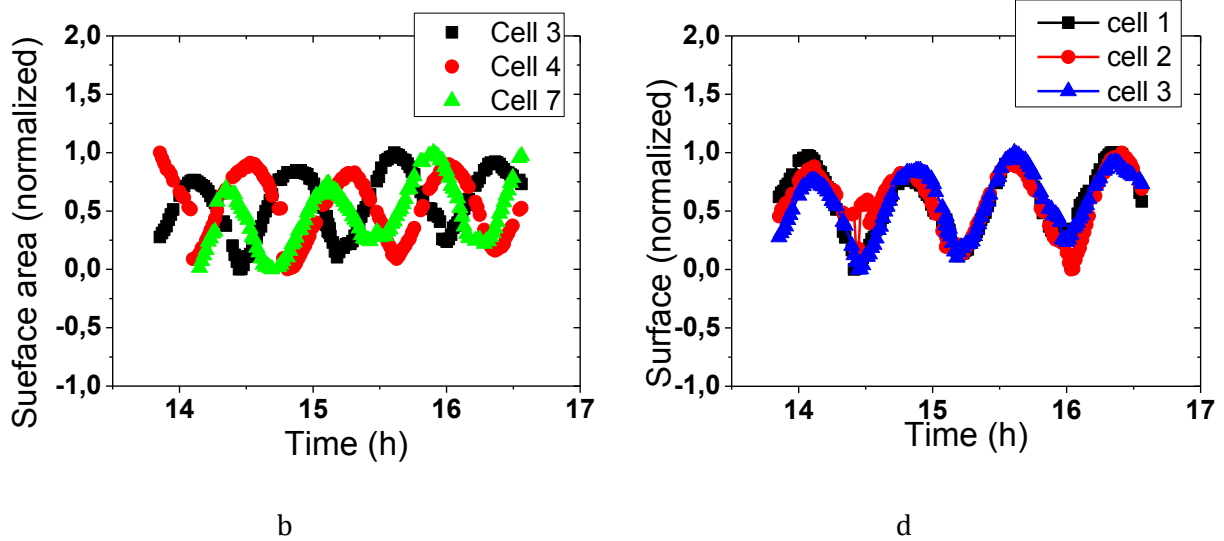 Cell 3
Cell 4
Cell 7
2,0
1,5
1,0
0,5
0,0
-0,5
-1,0
Sueface area (normalized)
14 15 16 17
Time (h)
b
cell 1
cell 2
cell 3
2,0
1,5
1,0
0,5
0,0
-0,5
-1,0
Surface (normalized)
14 15 16 17
Time (h)
d